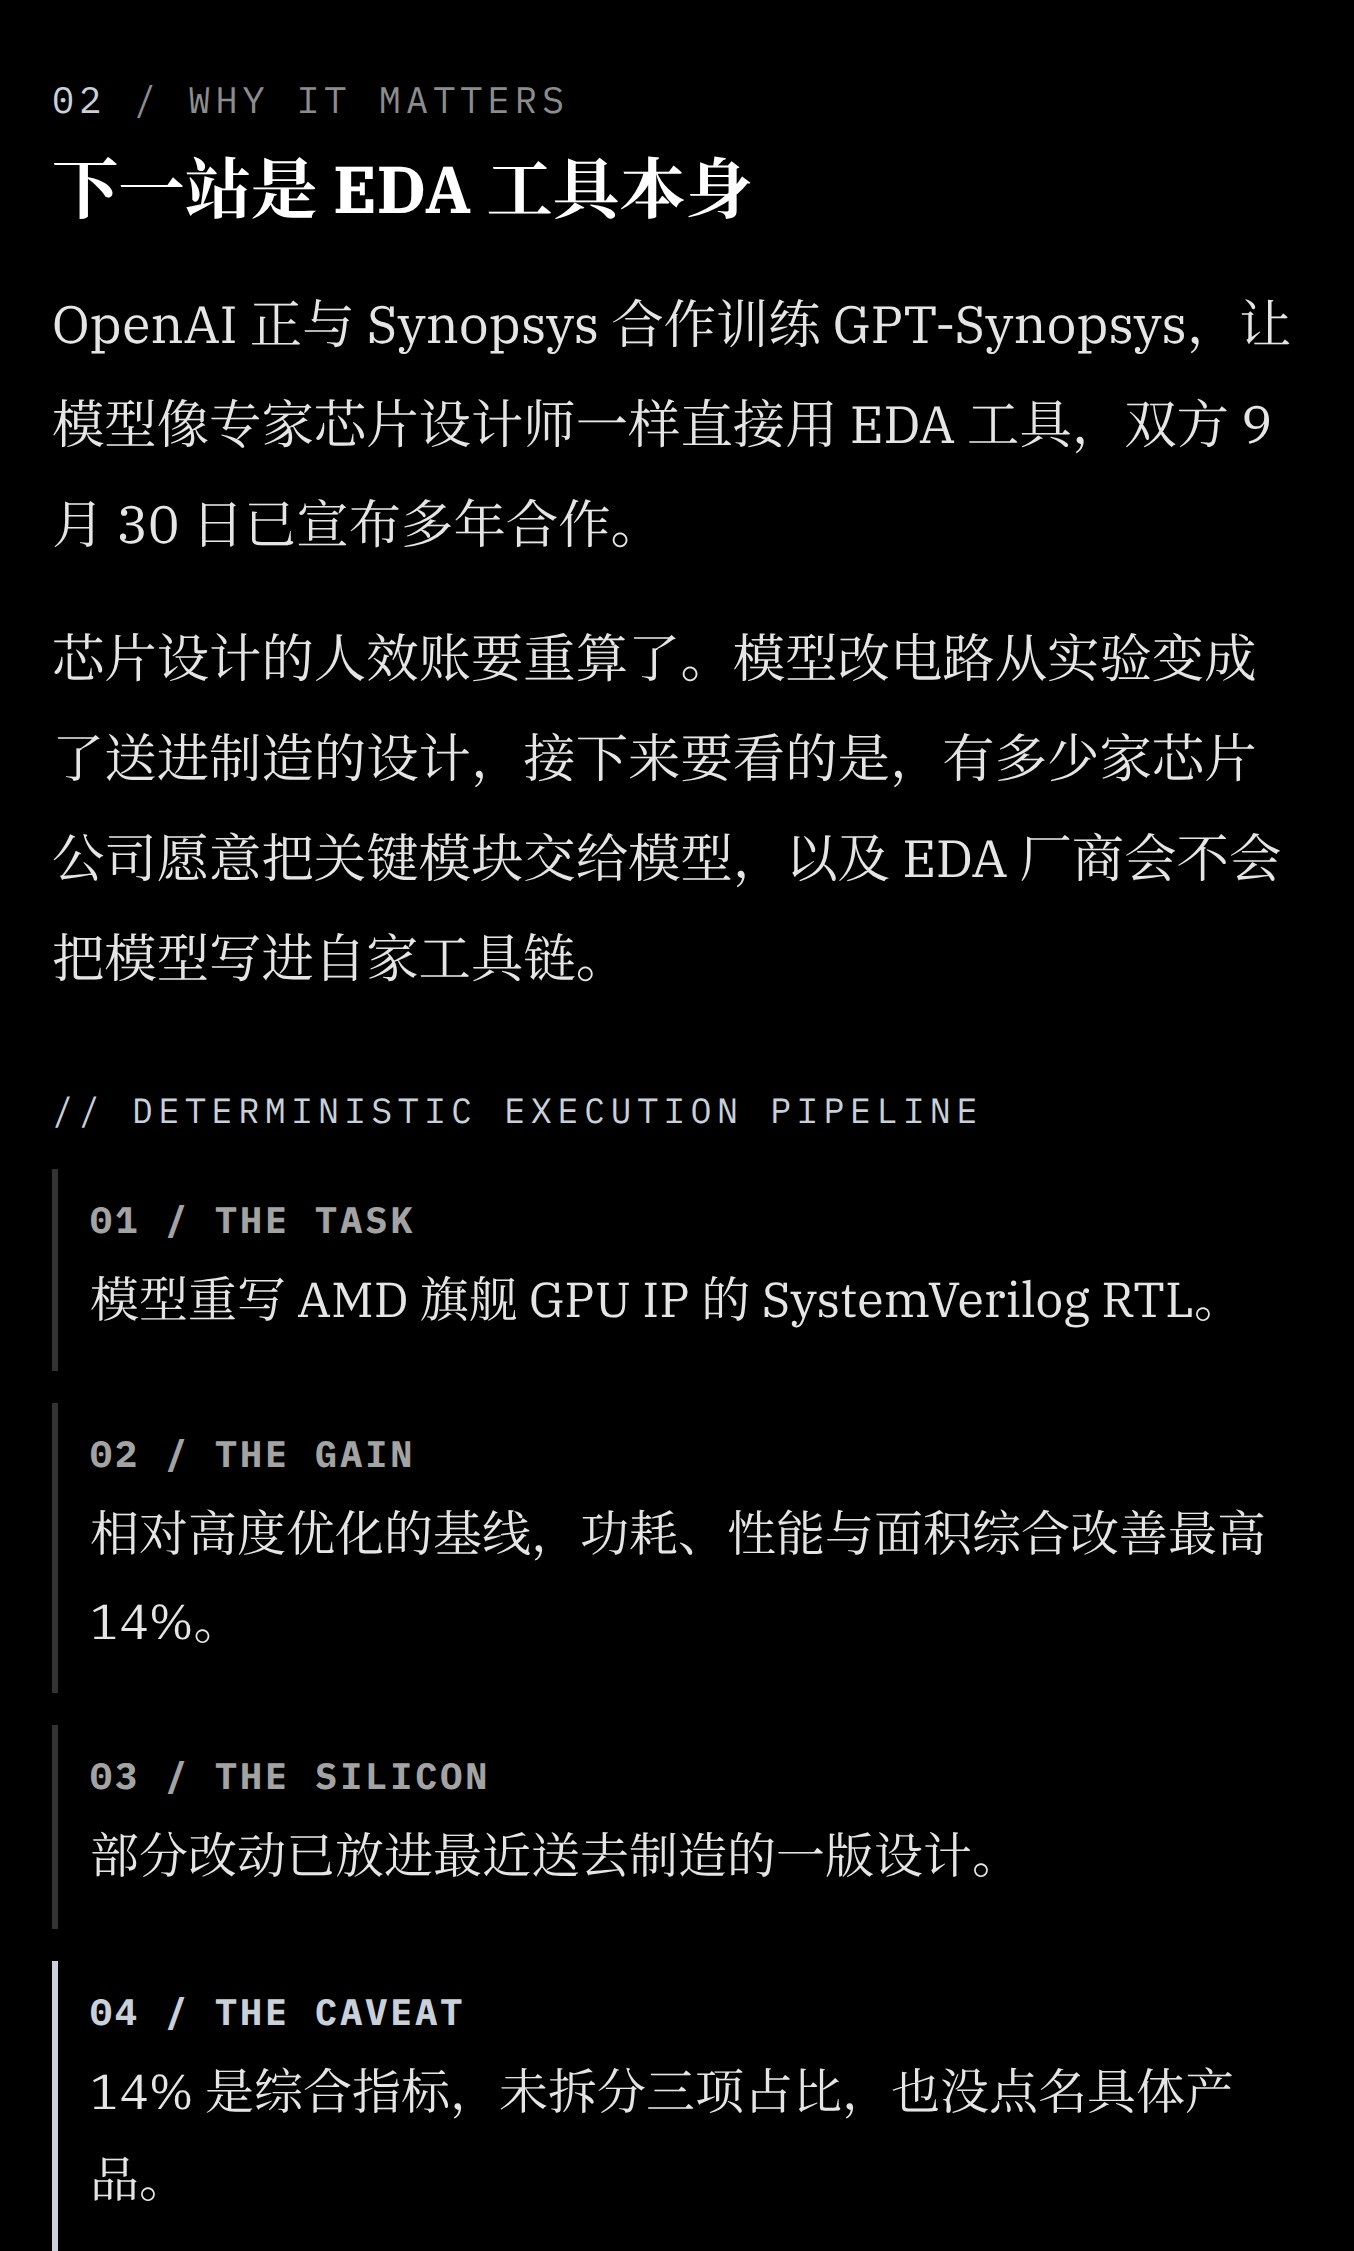 02 / WHY IT MATTERS
下一站是 EDA 工具本身
OpenAI 正与 Synopsys 合作训练 GPT-Synopsys，让
模型像专家芯片设计师一样直接用 EDA 工具，双方 9
月 30 日已宣布多年合作。
芯片设计的人效账要重算了。模型改电路从实验变成
了送进制造的设计，接下来要看的是，有多少家芯片
公司愿意把关键模块交给模型，以及 EDA 厂商会不会
把模型写进自家工具链。
// DETERMINISTIC EXECUTION PIPELINE
01 / THE TASK
模型重写 AMD 旗舰 GPU IP 的 SystemVerilog RTL。
02 / THE GAIN
相对高度优化的基线，功耗、性能与面积综合改善最高
14%。
03 / THE SILICON
部分改动已放进最近送去制造的一版设计。
04 / THE CAVEAT
14% 是综合指标，未拆分三项占比，也没点名具体产
品。